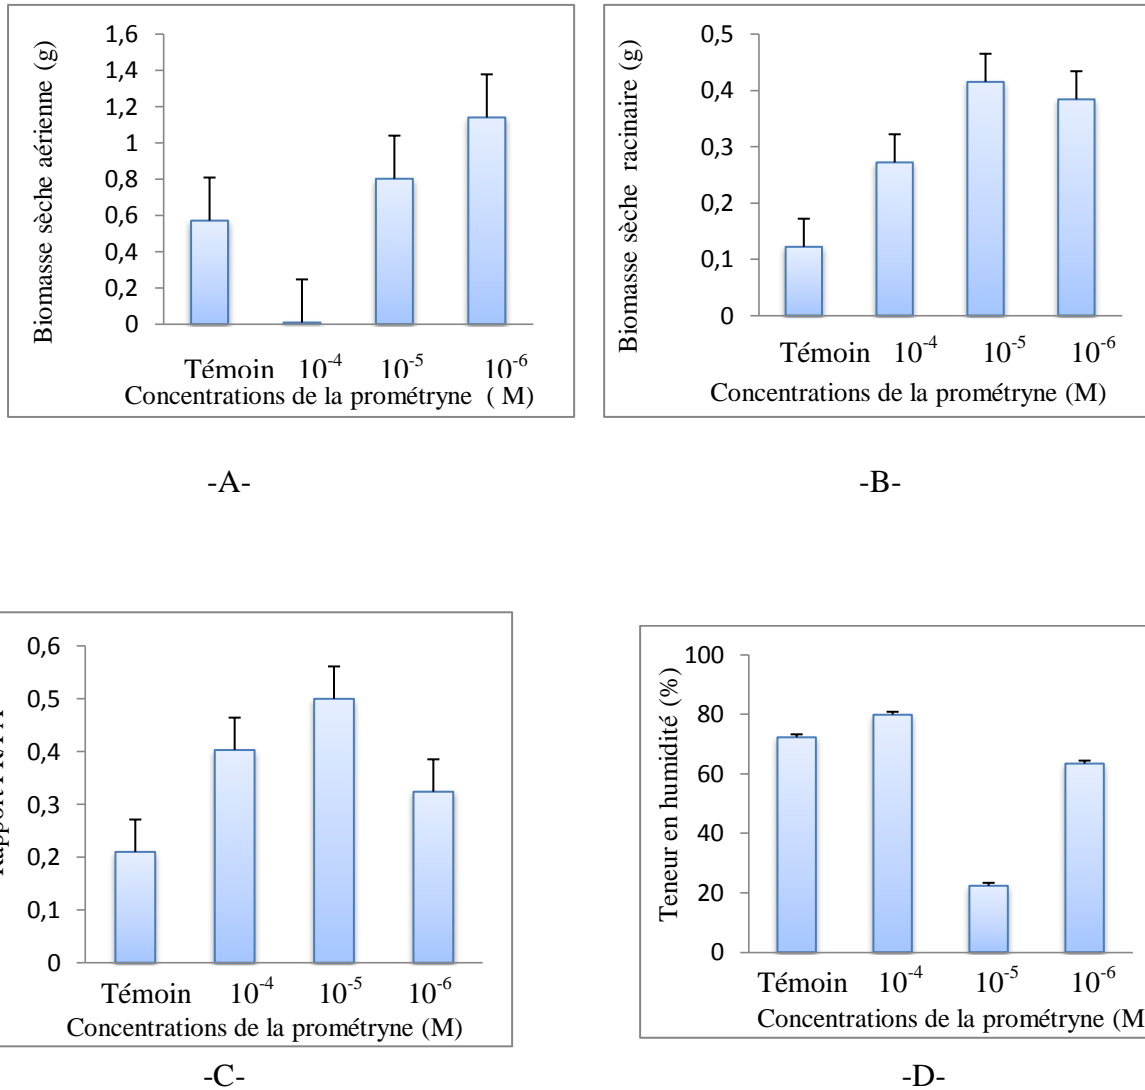 Biomasse sèche aérienne (g)
1,6
1,4
1,2
1
0,8
0,6
0,4
0,2
0
Témoin 10⁻⁴ 10⁻⁵ 10⁻⁶
Concentrations de la prométryne ( M)
-A-
Biomasse sèche racinaire (g)
0,5
0,4
0,3
0,2
0,1
0
Témoin 10⁻⁴ 10⁻⁵ 10⁻⁶
Concentrations de la prométryne (M)
-B-
Rapport
0,6
0,5
0,4
0,3
0,2
0,1
0
Témoin 10⁻⁴ 10⁻⁵ 10⁻⁶
Concentrations de la prométryne (M)
-C-
Teneur en humidité (%)
100
80
60
40
20
0
Témoin 10⁻⁴ 10⁻⁵ 10⁻⁶
Concentrations de la prométryne (M
-D-